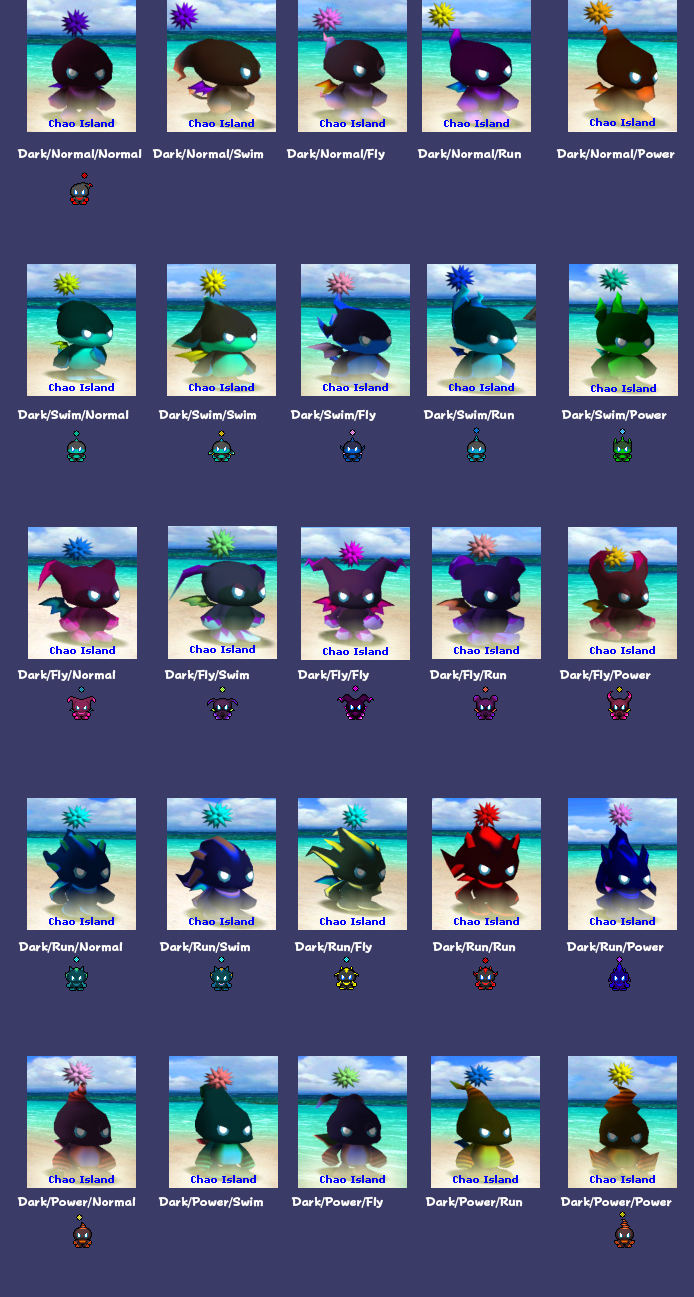 Chao Island Chao Island Chao Island Chao Island Chao Island
Dark/Normal/Normal Dark/Normal/Swim Dark/Normal/Fly Dark/Normal/Run Dark/Normal/Power
Chao Island Chao Island Chao Island Chao Island Chao Island
Dark/Swim/Normal Dark/Swim/Swim Dark/Swim/Fly Dark/Swim/Run Dark/Swim/Power
Chao Island Chao Island Chao Island Chao Island Chao Island
Dark/Fly/Normal Dark/Fly/Swim Dark/Fly/Fly Dark/Fly/Run Dark/Fly/Power
Chao Island Chao Island Chao Island Chao Island Chao Island
Dark/Run/Normal Dark/Run/Swim Dark/Run/Fly Dark/Run/Run Dark/Run/Power
Chao Island Chao Island Chao Island Chao Island Chao Island
Dark/Power/Normal Dark/Power/Swim Dark/Power/Fly Dark/Power/Run Dark/Power/Power